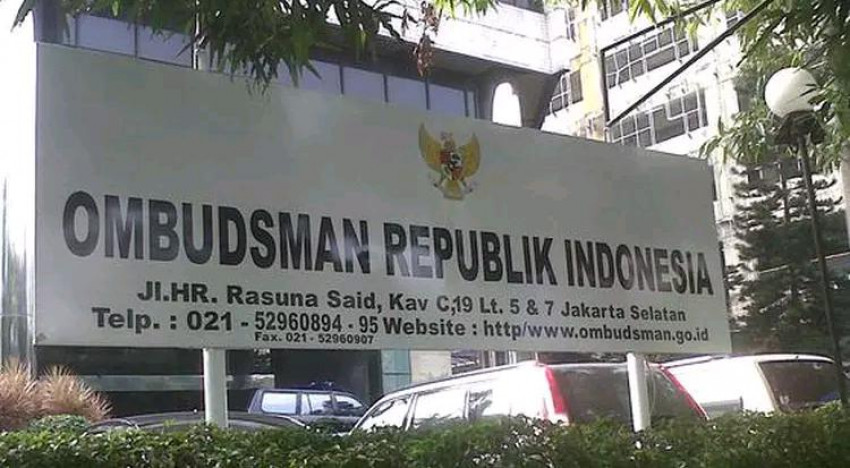 OMBUDSMAN REPUBLIK INDONESIA
Jl.HR. Rasuna Said, Kav C,19 Lt. 5 & 7 Jakarta Selatan
Telp. : 021 - 52960894 - 95 Website : http/www.ombudsman.go.id
Fax. 021 - 52960907